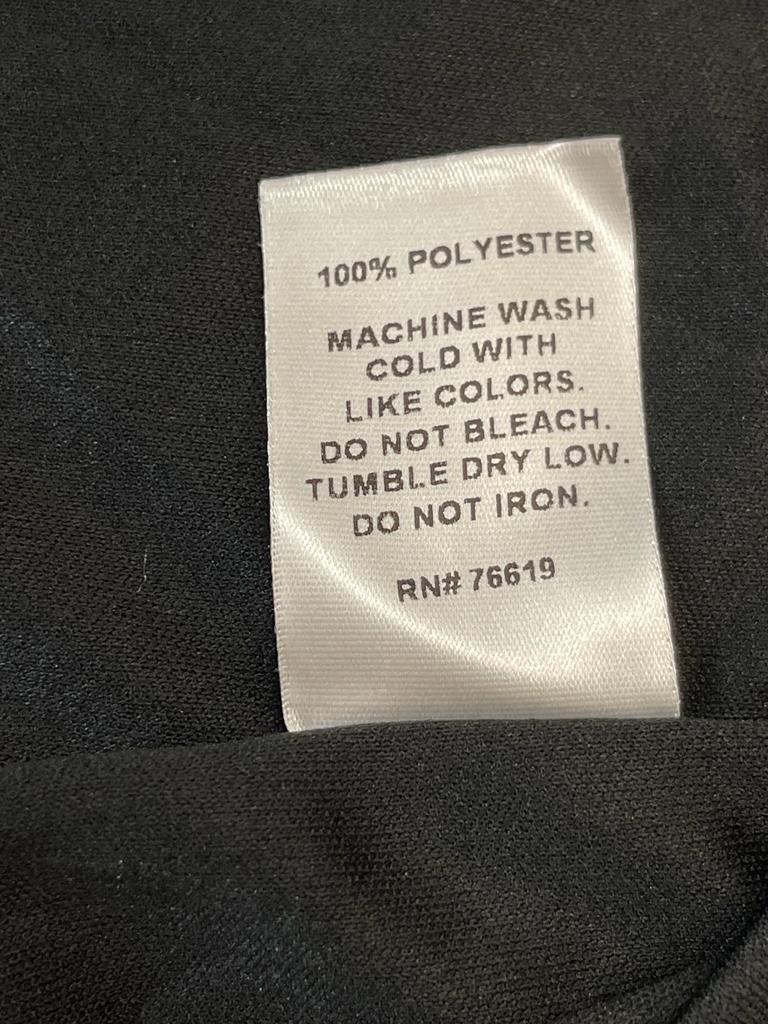 100% POLYESTER
MACHINE WASH
COLD WITH
LIKE COLORS.
DO NOT BLEACH.
TUMBLE DRY LOW.
DO NOT IRON.
RN# 76619